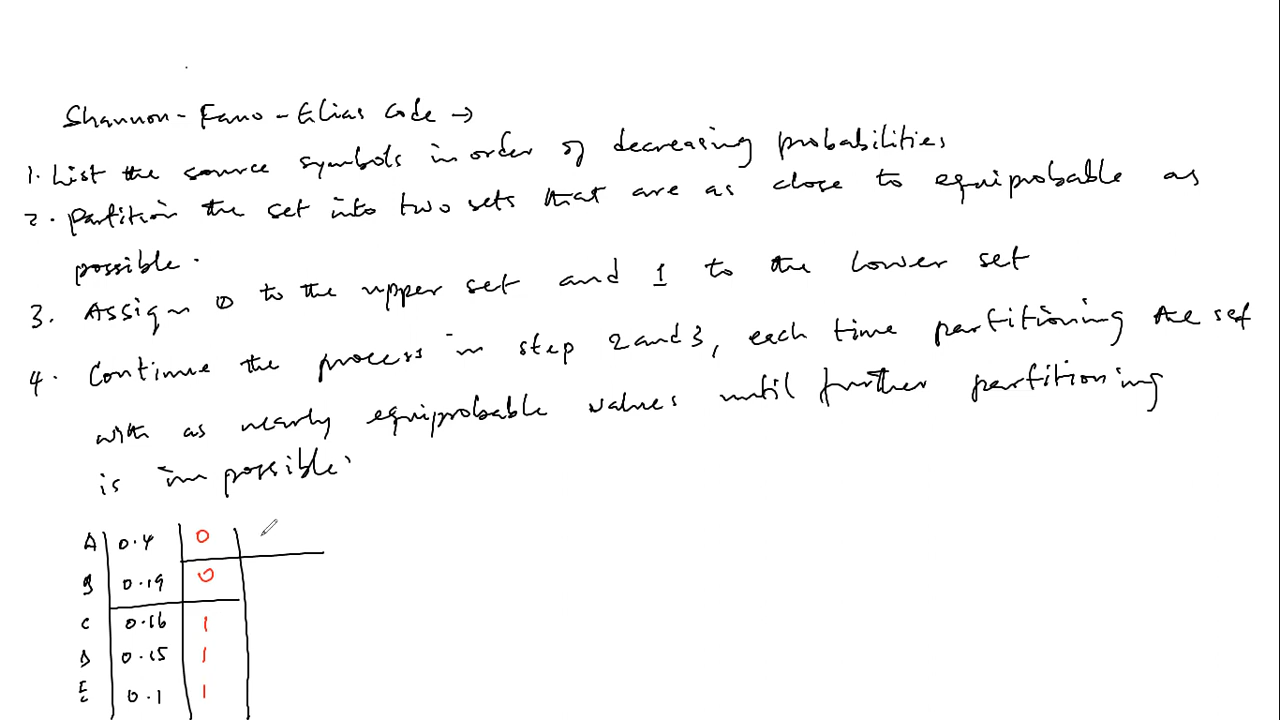 Shannon-Fano-Elias code →
1. List the source symbols in order of decreasing probabilities
2. Partition the set into two sets that are as close to equiprobable as
possible.
3. Assign 0 to the upper set and 1 to the lower set
4. Continue the process in step 2 and 3, each time partitioning the set
with as nearly equiprobable values until further partitioning
is impossible.
A 0.4 0
B 0.19 0
C 0.16 1
D 0.15 1
E 0.1 1